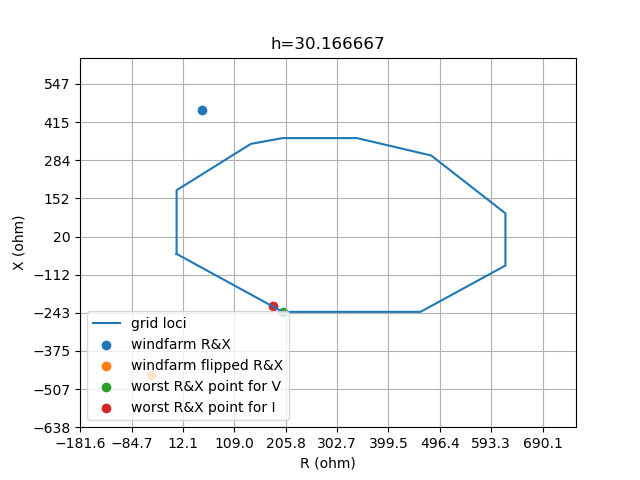 h=30.166667
547
415
284
152
20
−112
−243
−375
−507
−638
X (ohm)
grid loci
windfarm R&X
windfarm flipped R&X
worst R&X point for V
worst R&X point for I
−181.6 −84.7 12.1 109.0 205.8 302.7 399.5 496.4 593.3 690.1
R (ohm)